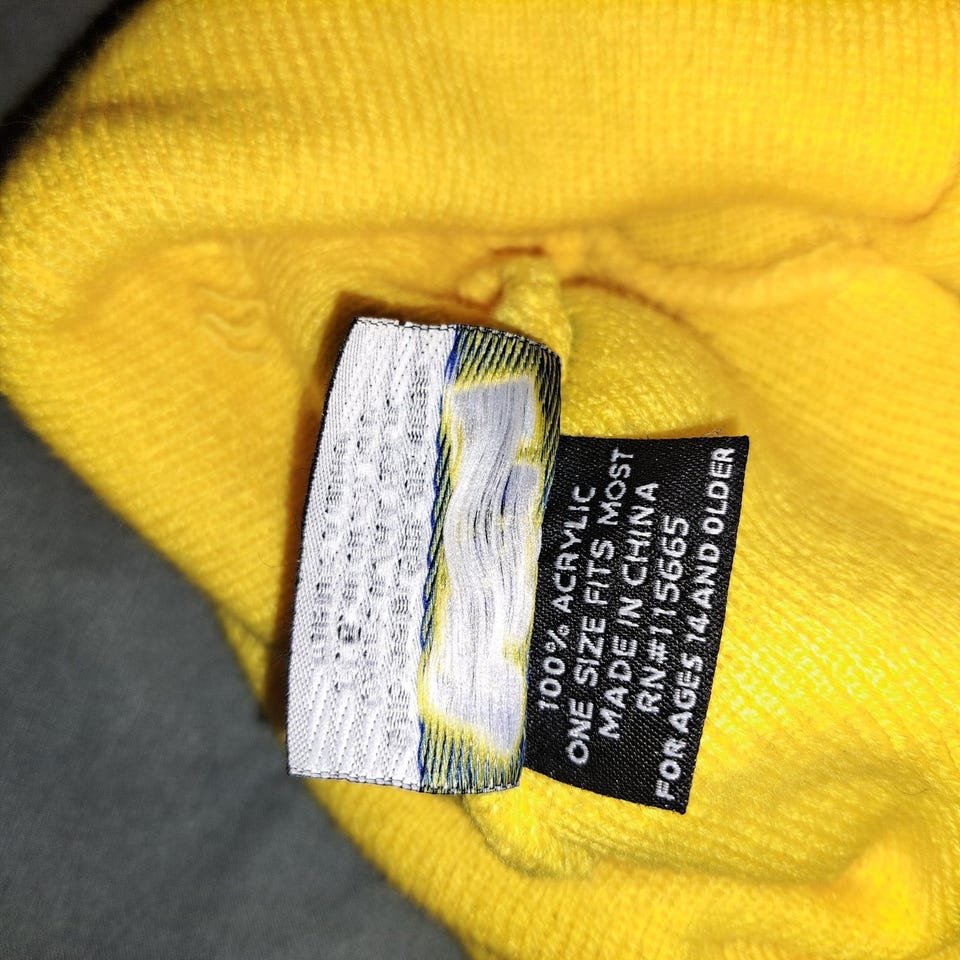 100% ACRYLIC
ONE SIZE FITS MOST
MADE IN CHINA
RN#115665
FOR AGES 14 AND OLDER